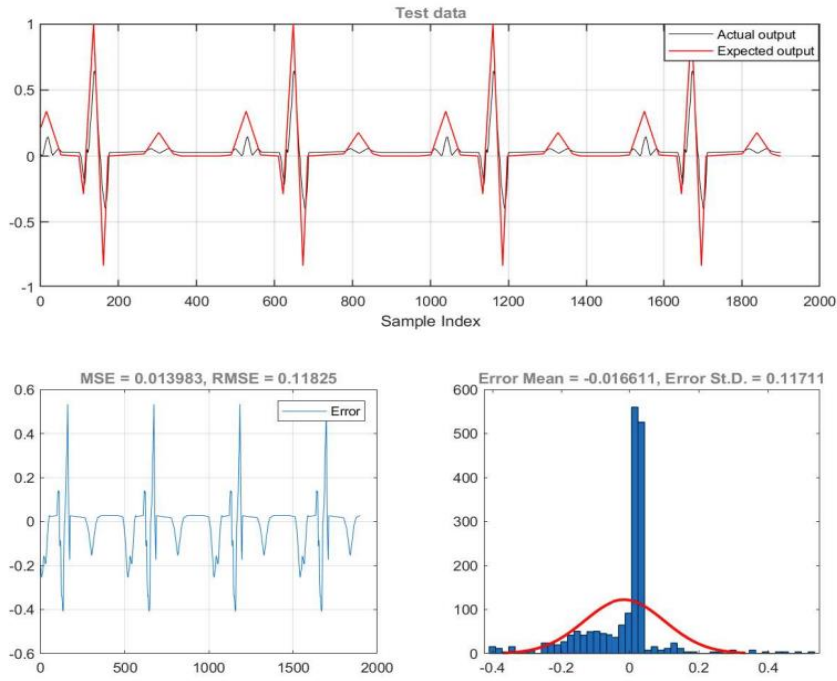 Test data
1
0.5
0
-0.5
-1
Actual output
Expected output
0 200 400 600 800 1000 1200 1400 1600 1800 2000
Sample Index
MSE = 0.013983, RMSE = 0.11825
0.6
0.4
0.2
0
-0.2
-0.4
-0.6
Error
0 500 1000 1500 2000
Error Mean = -0.016611, Error St.D. = 0.11711
600
500
400
300
200
100
0
-0.4 -0.2 0 0.2 0.4